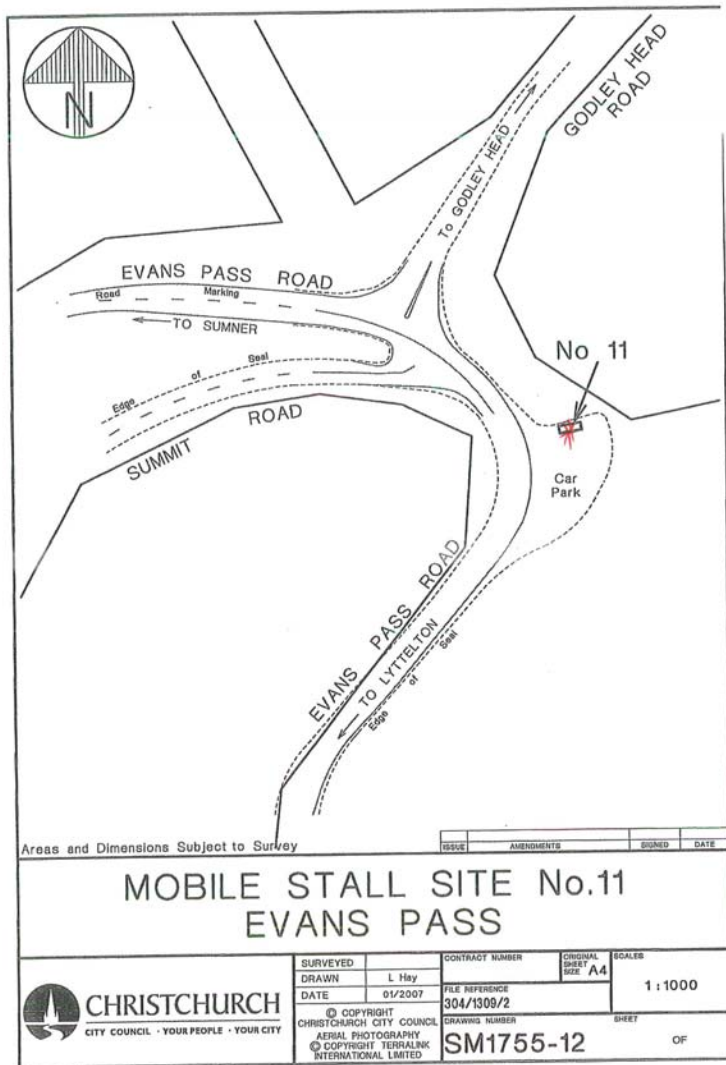 N
GODLEY HEAD
ROAD
To GODLEY HEAD
EVANS PASS ROAD
Road Marking
TO SUMNER
Edge of Seal
SUMMIT ROAD
No 11
Car
Park
EVANS PASS ROAD
TO LYTTELTON
Edge of Seal
Areas and Dimensions Subject to Survey
ISSUE AMENDMENTS SIGNED DATE
MOBILE STALL SITE No.11
EVANS PASS
CHRISTCHURCH
CITY COUNCIL · YOUR PEOPLE · YOUR CITY
SURVEYED
DRAWN L Hay
DATE 01/2007
© COPYRIGHT
CHRISTCHURCH CITY COUNCIL
AERIAL PHOTOGRAPHY
© COPYRIGHT TERRALINK
INTERNATIONAL LIMITED
CONTRACT NUMBER
ORIGINAL
SHEET
SIZE A4
SCALES
1:1000
FILE REFERENCE
304/1309/2
DRAWING NUMBER
SM1755-12
SHEET
OF